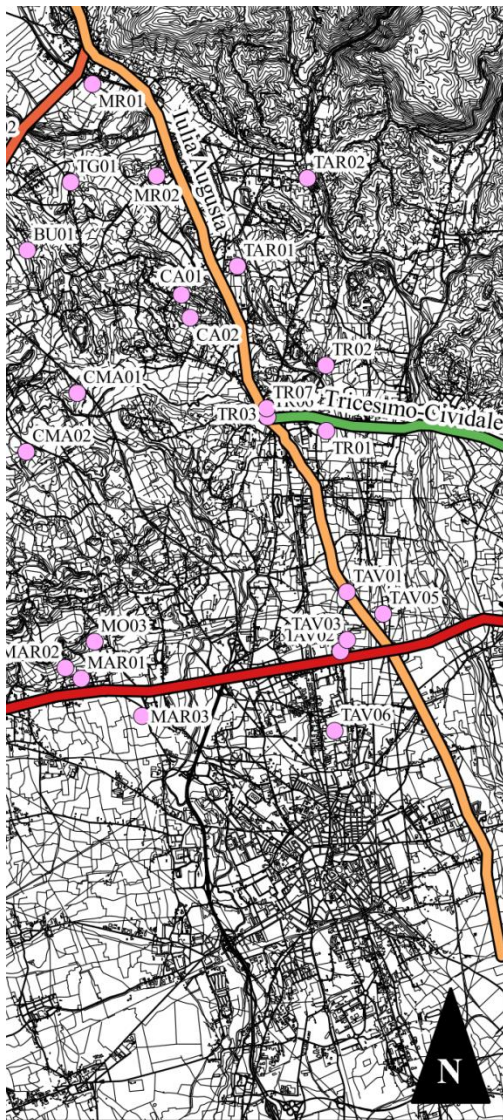 MR01
Iulia Augusta
TG01
MR02
TAR02
BU01
TAR01
CA01
CA02
TR02
CMA01
TR07
TR03
Tricesimo-Cividale
CMA02
TR01
TAV01
TAV05
TAV03
TAV02
MO03
MAR02
MAR01
MAR03
TAV06
N